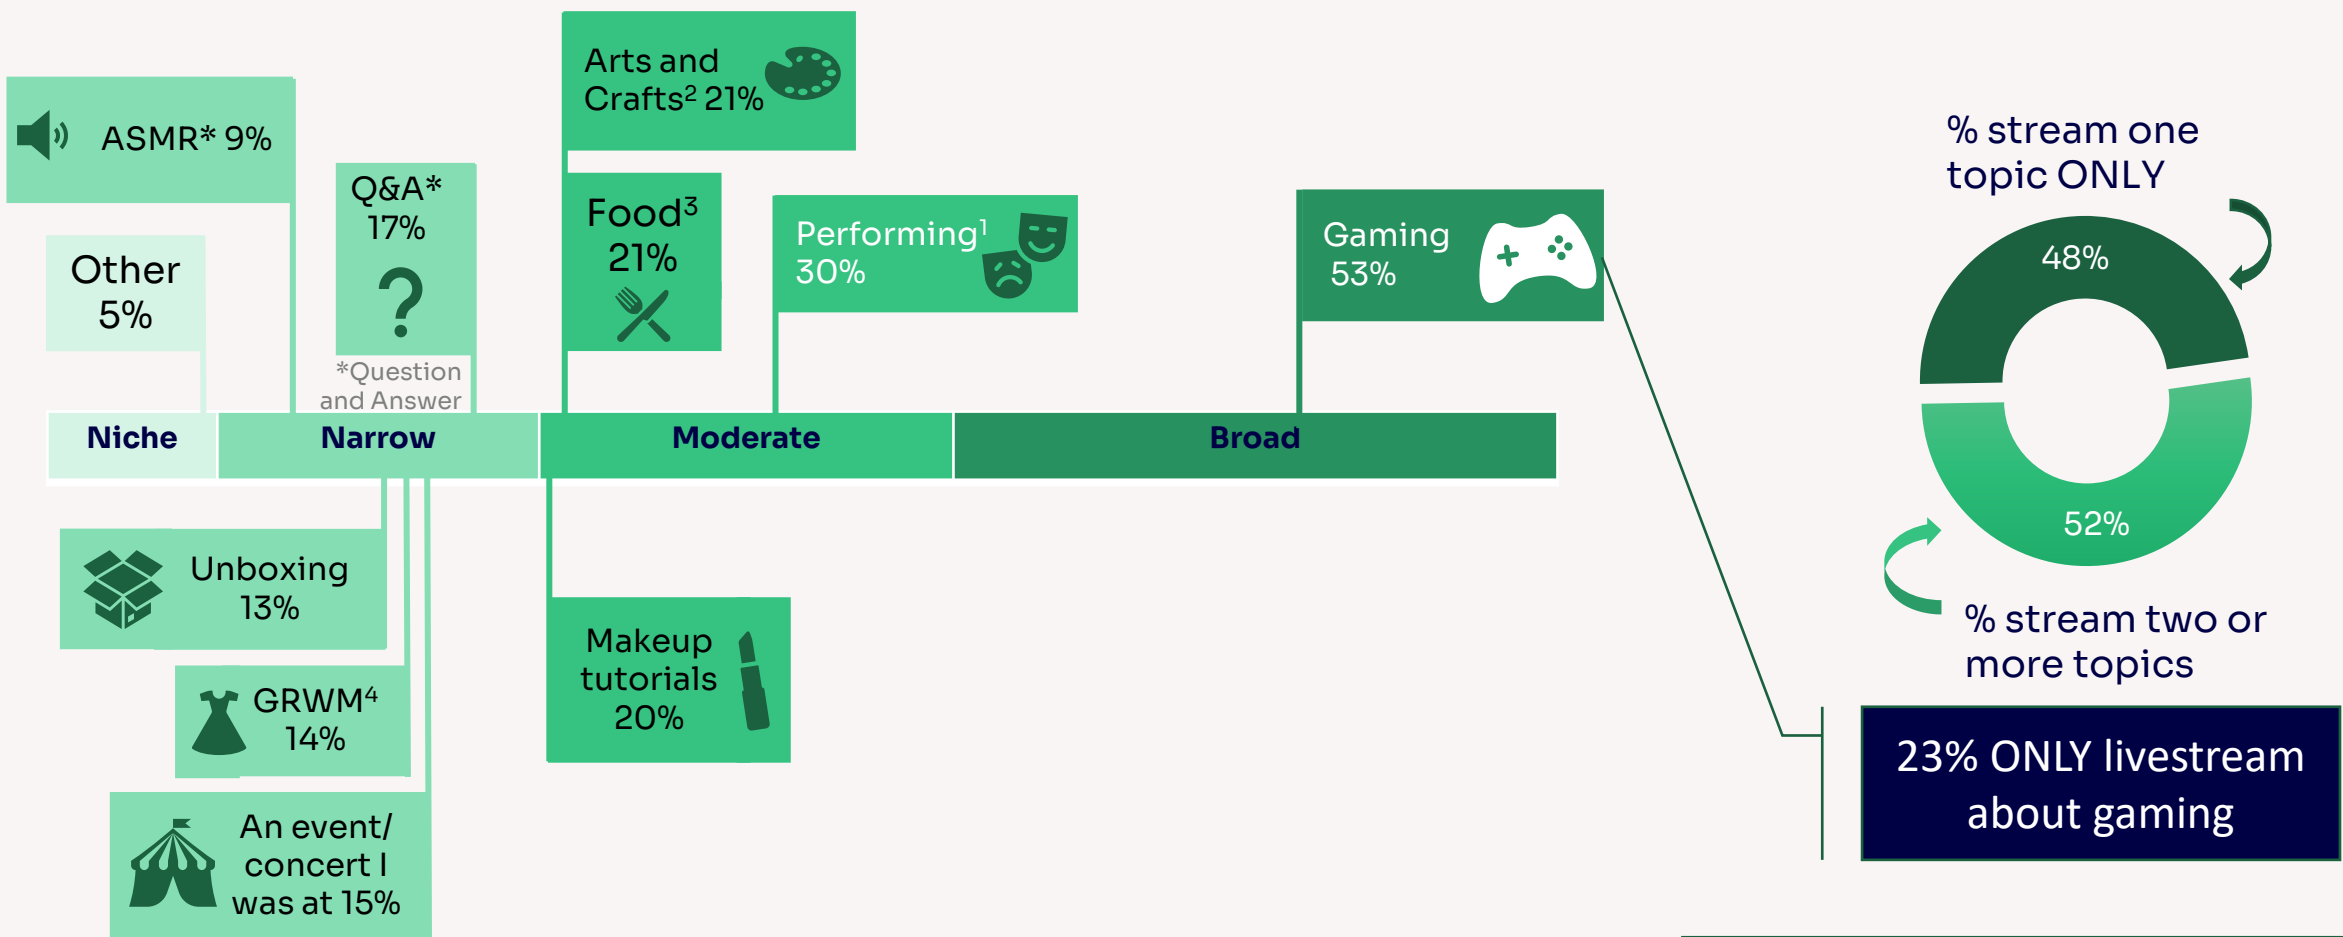 Arts and
Crafts² 21%
ASMR* 9%
Q&A*
17%
?
*Question
and Answer
Other
5%
Food³
21%
Performing¹
30%
Gaming
53%
Niche
Narrow
Moderate
Broad
Unboxing
13%
GRWM⁴
14%
An event/
concert I
was at 15%
Makeup
tutorials
20%
% stream one
topic ONLY
48%
52%
% stream two or
more topics
23% ONLY livestream
about gaming